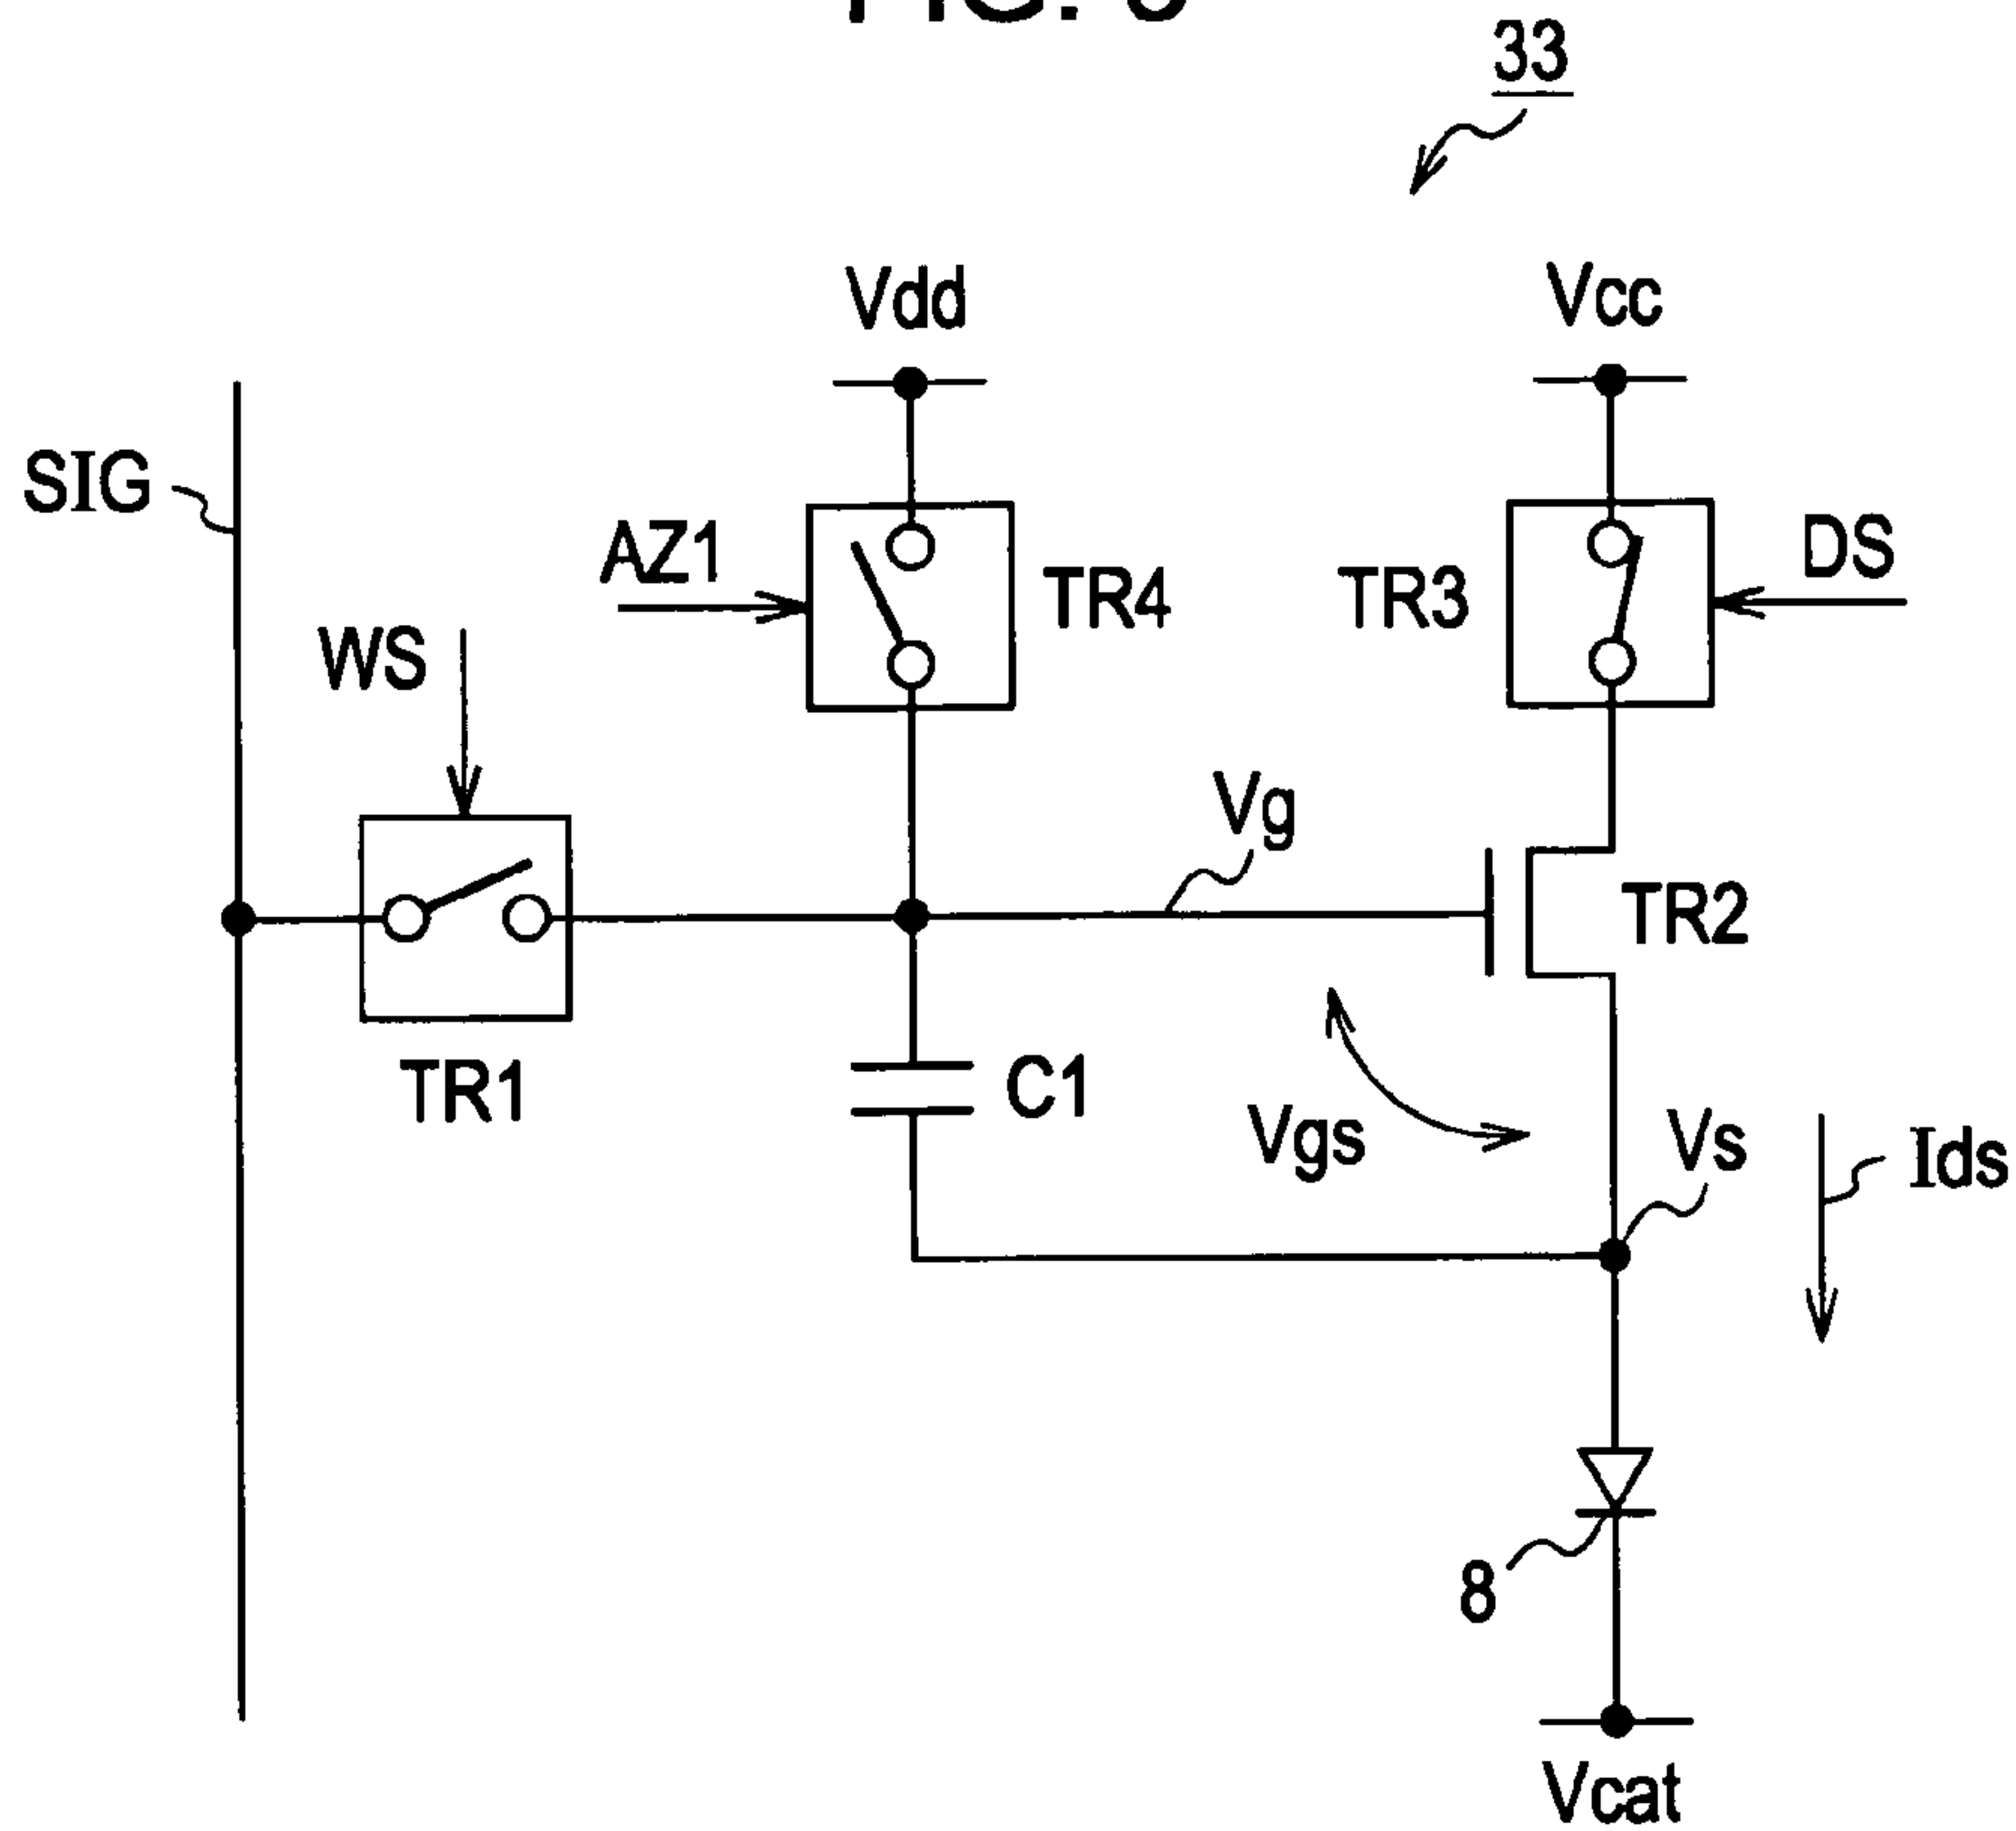 33
Vdd
Vcc
SIG
AZ1
TR4
TR3
DS
WS
Vg
TR2
TR1
C1
Vgs
Vs
Ids
8
Vcat